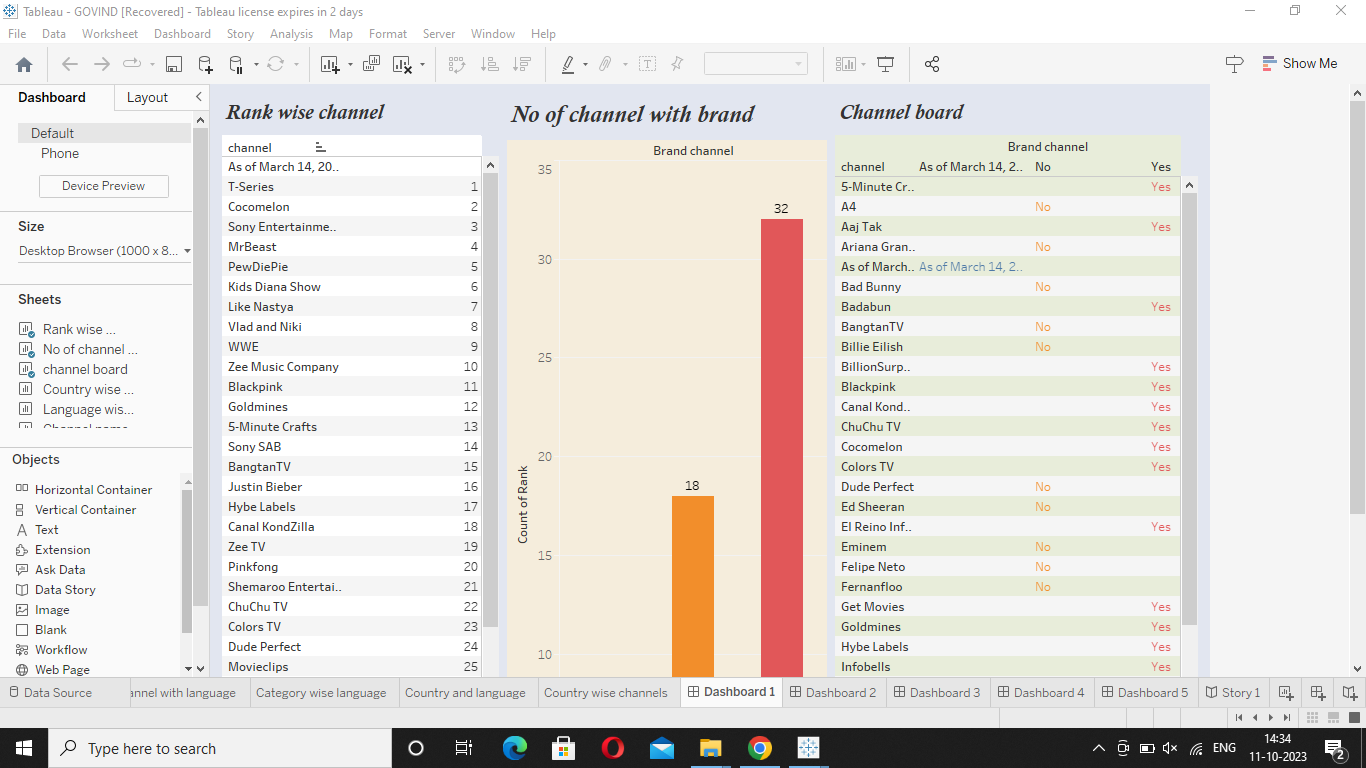 Tableau - GOVIND [Recovered] - Tableau license expires in 2 days
File Data Worksheet Dashboard Story Analysis Map Format Server Window Help
Show Me
Dashboard Layout
Default
Phone
Device Preview
Size
Desktop Browser (1000 x 8...
Sheets
Rank wise ...
No of channel ...
channel board
Country wise ...
Language wis...
Objects
Horizontal Container
Vertical Container
Text
Extension
Ask Data
Data Story
Image
Blank
Workflow
Web Page
Rank wise channel
channel
As of March 14, 20..
T-Series 1
Cocomelon 2
Sony Entertainme.. 3
MrBeast 4
PewDiePie 5
Kids Diana Show 6
Like Nastya 7
Vlad and Niki 8
WWE 9
Zee Music Company 10
Blackpink 11
Goldmines 12
5-Minute Crafts 13
Sony SAB 14
BangtanTV 15
Justin Bieber 16
Hybe Labels 17
Canal KondZilla 18
Zee TV 19
Pinkfong 20
Shemaroo Entertai.. 21
ChuChu TV 22
Colors TV 23
Dude Perfect 24
Movieclips 25
No of channel with brand
Brand channel
35
32
30
25
20
18
15
10
Count of Rank
Channel board
Brand channel
channel As of March 14, 2.. No Yes
5-Minute Cr.. Yes
A4 No
Aaj Tak Yes
Ariana Gran.. No
As of March.. As of March 14, 2..
Bad Bunny No
Badabun Yes
BangtanTV No
Billie Eilish No
BillionSurp.. Yes
Blackpink Yes
Canal Kond.. Yes
ChuChu TV Yes
Cocomelon Yes
Colors TV Yes
Dude Perfect No
Ed Sheeran No
El Reino Inf.. Yes
Eminem No
Felipe Neto No
Fernanfloo No
Get Movies Yes
Goldmines Yes
Hybe Labels Yes
Infobells Yes
Data Source annel with language Category wise language Country and language Country wise channels Dashboard 1 Dashboard 2 Dashboard 3 Dashboard 4 Dashboard 5 Story 1
Type here to search
ENG
14:34
11-10-2023
2